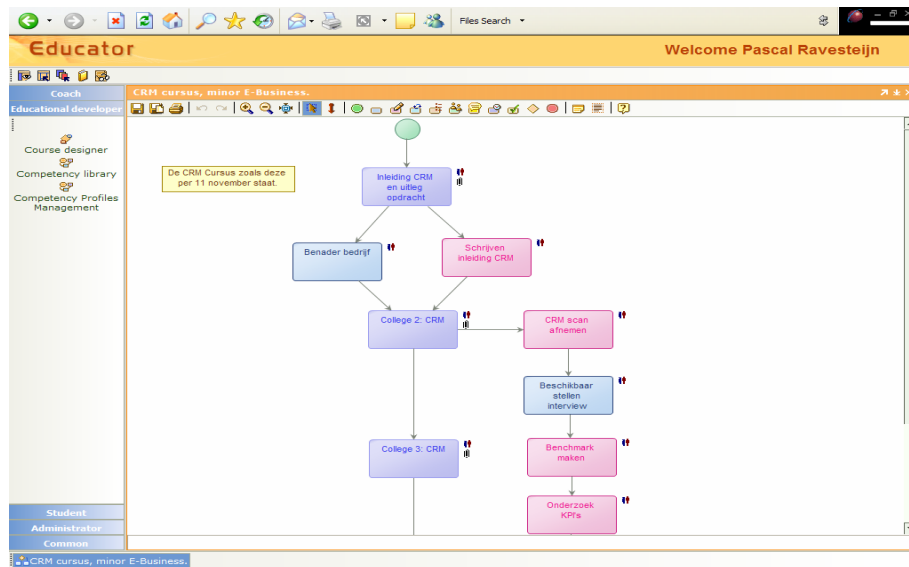 Files Search
Educator
Welcome Pascal Ravesteijn
Coach
CRM cursus, minor E-Business.
Educational developer
Course designer
Competency library
Competency Profiles
Management
De CRM Cursus zoals deze
per 11 november staat.
Inleiding CRM
en uitleg
opdracht
Benader bedrijf
Schrijven
inleiding CRM
College 2: CRM
CRM scan
afnemen
Beschikbaar
stellen
interview
College 3: CRM
Benchmark
maken
Onderzoek
KPI's
Student
Administrator
Common
CRM cursus, minor E-Business.